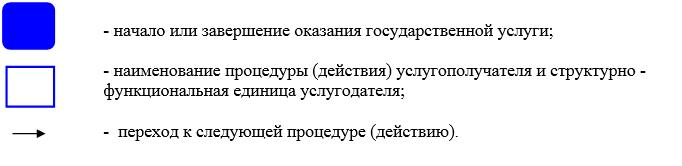 - начало или завершение оказания государственной услуги;
- наименование процедуры (действия) услугополучателя и структурно -
функциональная единица услугодателя;
- переход к следующей процедуре (действию).